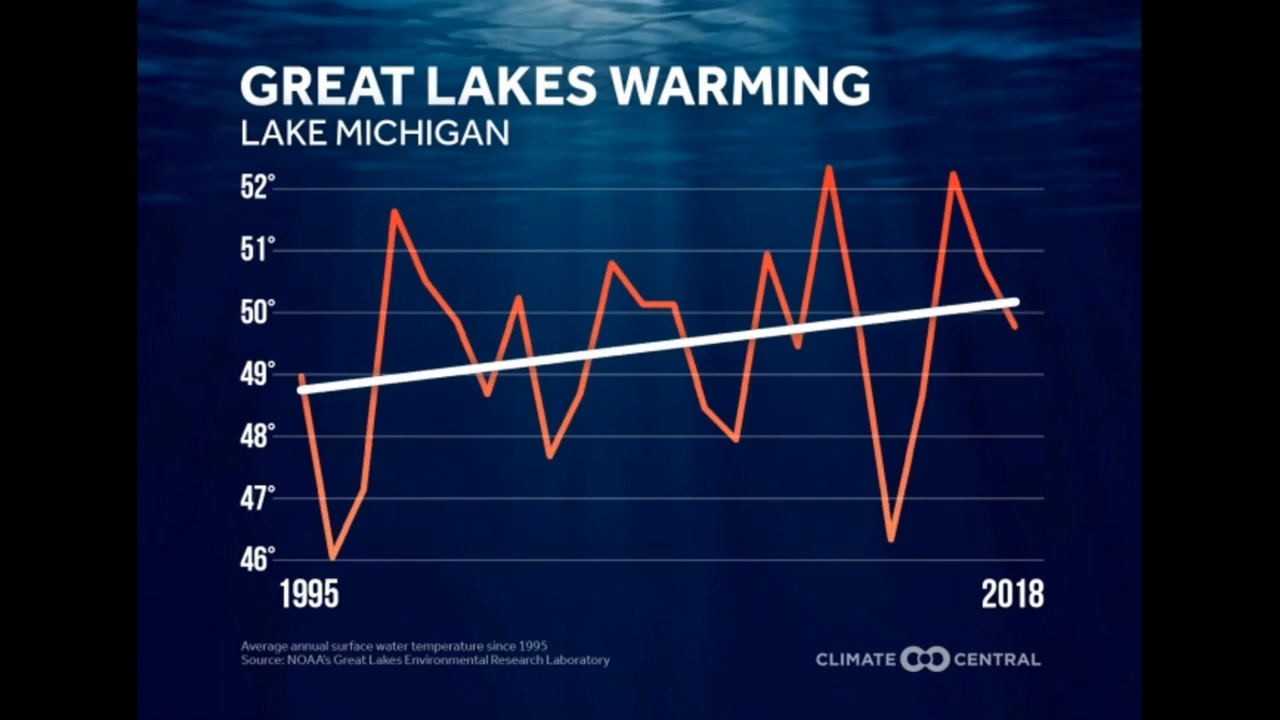 GREAT LAKES WARMING
LAKE MICHIGAN
52°
51°
50°
49°
48°
47°
46°
1995 2018
Average annual surface water temperature since 1995
Source: NOAA's Great Lakes Environmental Research Laboratory
CLIMATE CENTRAL